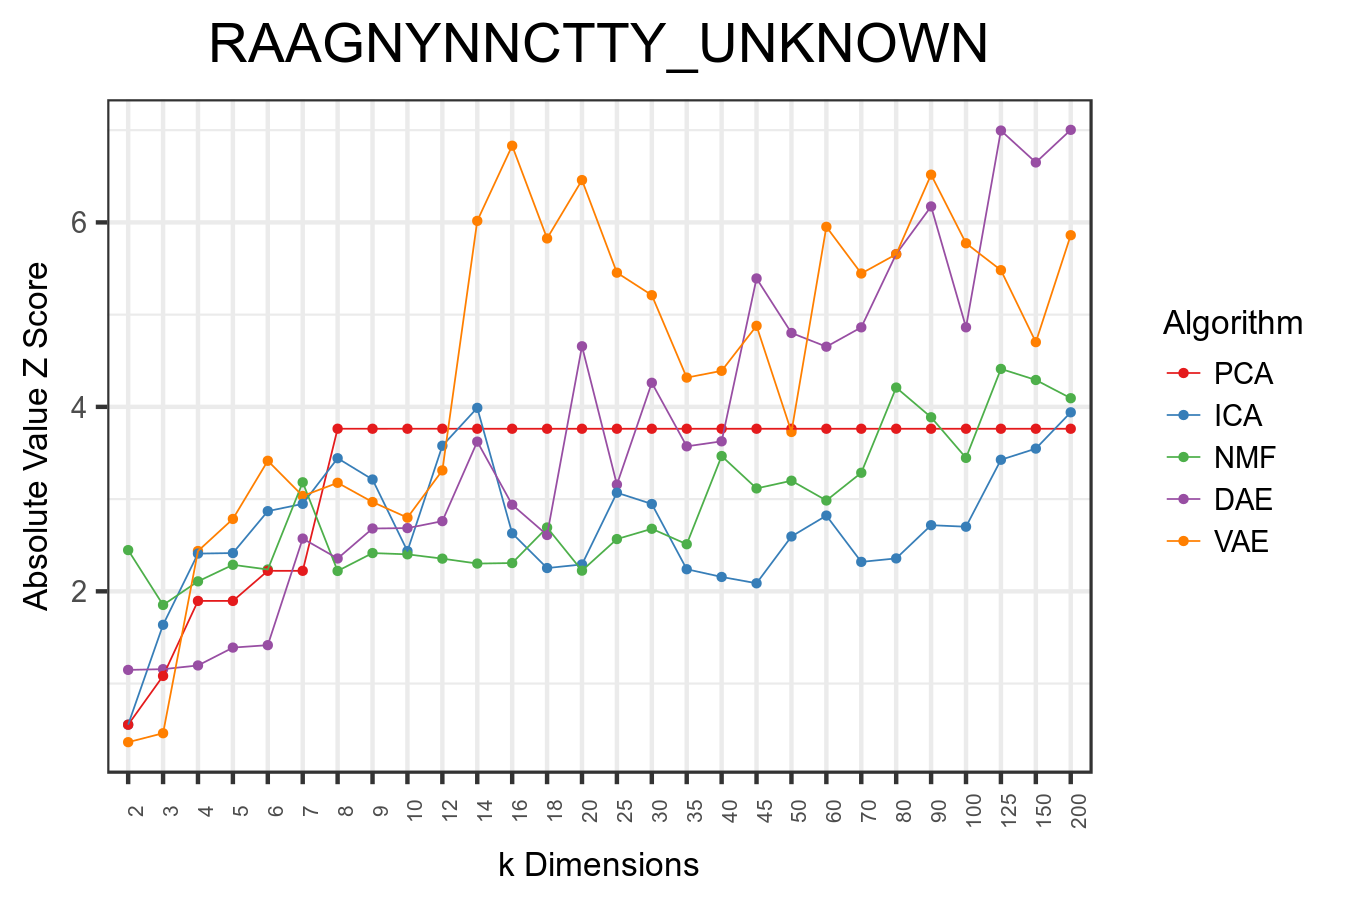 RAAGNYNNCTTY_UNKNOWN
Absolute Value Z Score
6
4
2
2 3 4 5 6 7 8 9 10 12 14 16 18 20 25 30 35 40 45 50 60 70 80 90 100 125 150 200
k Dimensions
Algorithm
PCA
ICA
NMF
DAE
VAE